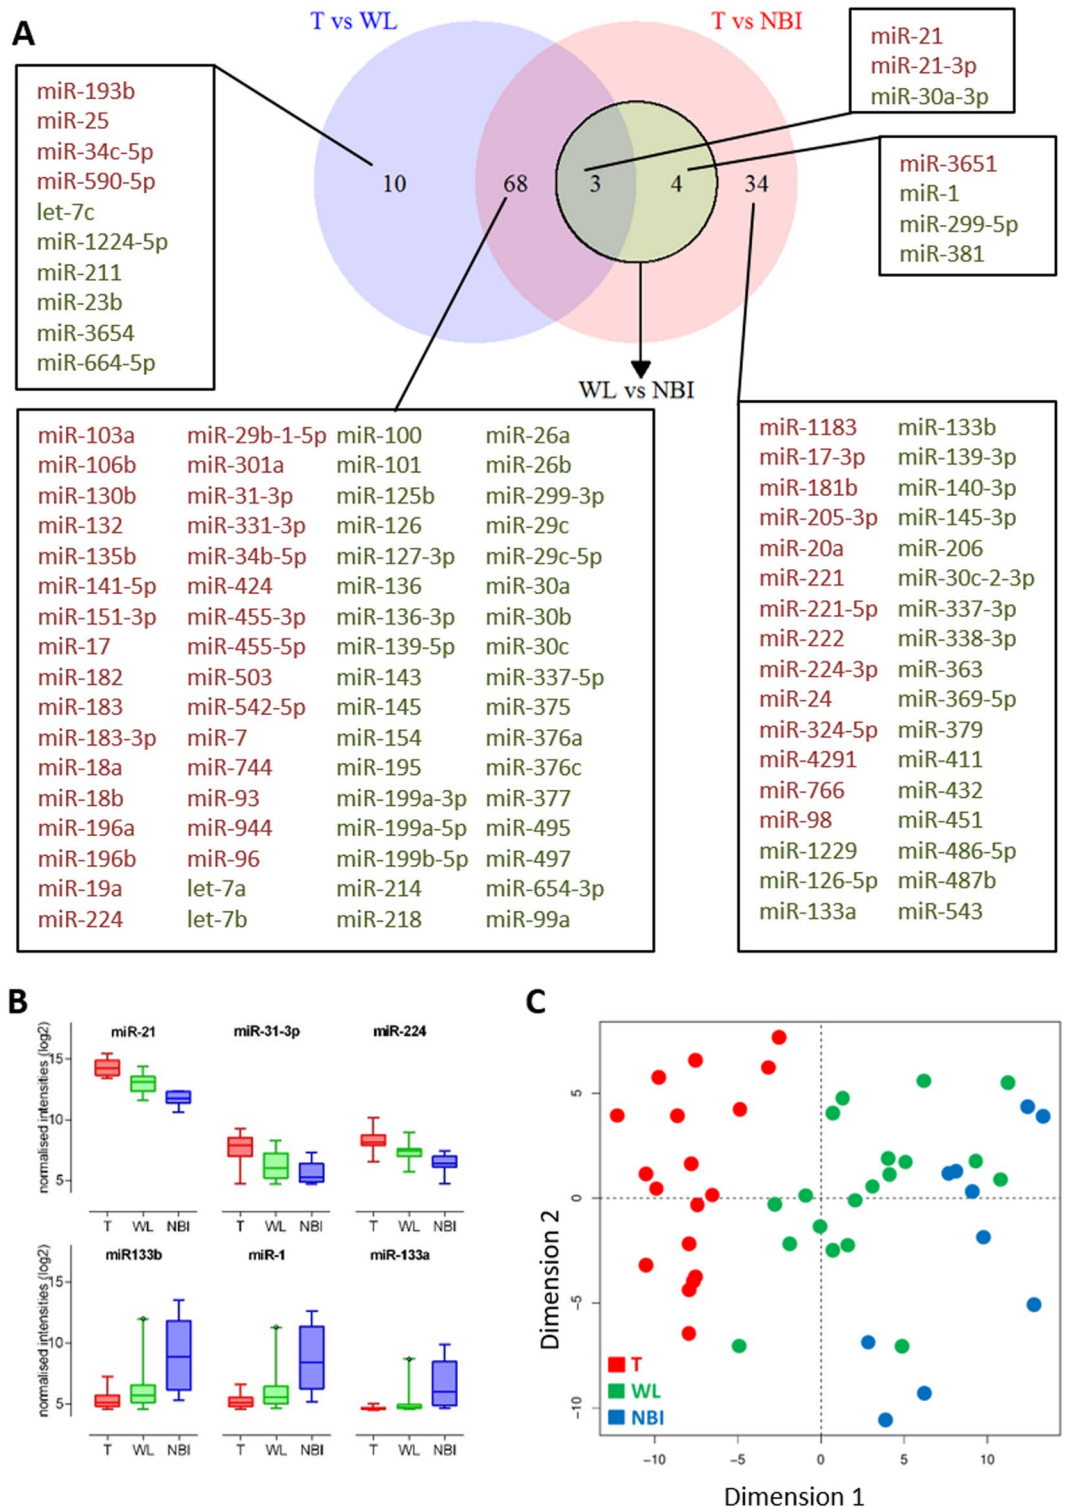 A
T vs WL
T vs NBI
miR-193b
miR-25
miR-34c-5p
miR-590-5p
let-7c
miR-1224-5p
miR-211
miR-23b
miR-3654
miR-664-5p
10
68
3
4
34
miR-21
miR-21-3p
miR-30a-3p
miR-3651
miR-1
miR-299-5p
miR-381
WL vs NBI
miR-103a miR-29b-1-5p miR-100 miR-26a
miR-106b miR-301a miR-101 miR-26b
miR-130b miR-31-3p miR-125b miR-299-3p
miR-132 miR-331-3p miR-126 miR-29c
miR-135b miR-34b-5p miR-127-3p miR-29c-5p
miR-141-5p miR-424 miR-136 miR-30a
miR-151-3p miR-455-3p miR-136-3p miR-30b
miR-17 miR-455-5p miR-139-5p miR-30c
miR-182 miR-503 miR-143 miR-337-5p
miR-183 miR-542-5p miR-145 miR-375
miR-183-3p miR-7 miR-154 miR-376a
miR-18a miR-744 miR-195 miR-376c
miR-18b miR-93 miR-199a-3p miR-377
miR-196a miR-944 miR-199a-5p miR-495
miR-196b miR-96 miR-199b-5p miR-497
miR-19a let-7a miR-214 miR-654-3p
miR-224 let-7b miR-218 miR-99a
miR-1183 miR-133b
miR-17-3p miR-139-3p
miR-181b miR-140-3p
miR-205-3p miR-145-3p
miR-20a miR-206
miR-221 miR-30c-2-3p
miR-221-5p miR-337-3p
miR-222 miR-338-3p
miR-224-3p miR-363
miR-24 miR-369-5p
miR-324-5p miR-379
miR-4291 miR-411
miR-766 miR-432
miR-98 miR-451
miR-1229 miR-486-5p
miR-126-5p miR-487b
miR-133a miR-543
B
miR-21 miR-31-3p miR-224
normalised intensities (log2)
15
10
5
T WL NBI T WL NBI T WL NBI
miR133b miR-1 miR-133a
normalised intensities (log2)
15
10
5
T WL NBI T WL NBI T WL NBI
C
Dimension 2
5
0
−5
−10
T
WL
NBI
−10 −5 0 5 10
Dimension 1